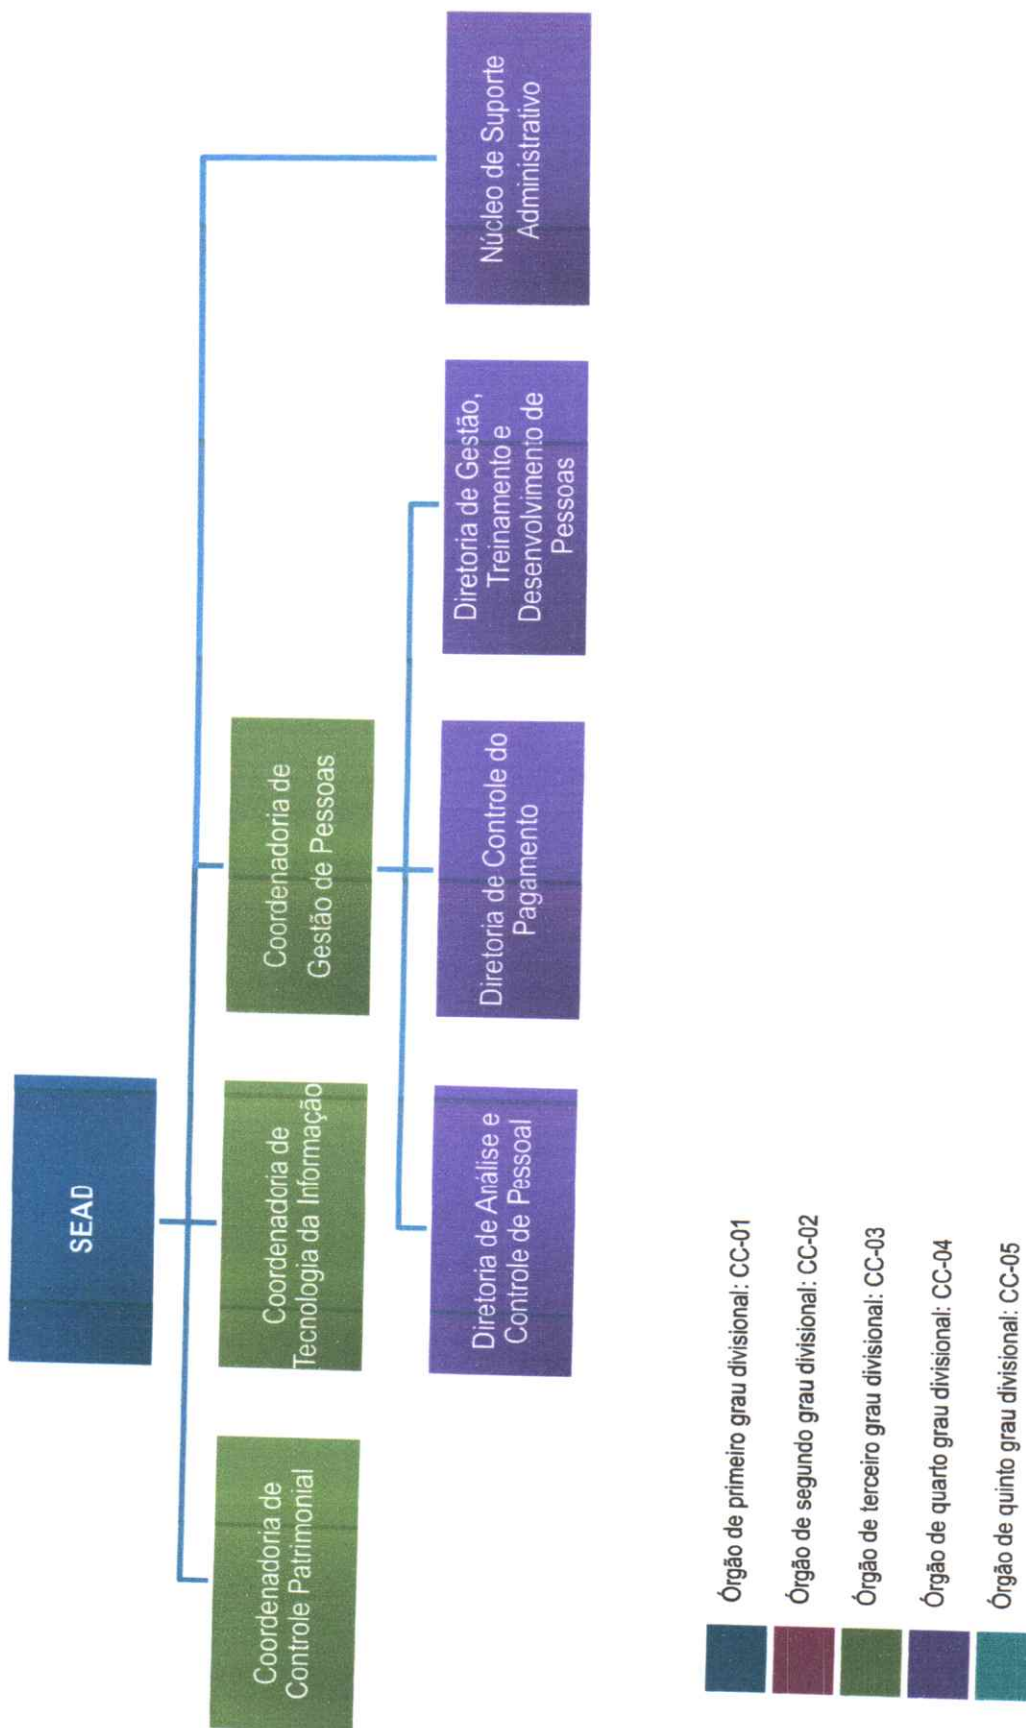 SEAD
Coordenadoria de
Controle Patrimonial
Coordenadoria de
Tecnologia da Informação
Coordenadoria de
Gestão de Pessoas
Diretoria de Análise e
Controle de Pessoal
Diretoria de Controle do
Pagamento
Diretoria de Gestão,
Treinamento e
Desenvolvimento de
Pessoas
Núcleo de Suporte
Administrativo
Órgão de primeiro grau divisional: CC-01
Órgão de segundo grau divisional: CC-02
Órgão de terceiro grau divisional: CC-03
Órgão de quarto grau divisional: CC-04
Órgão de quinto grau divisional: CC-05